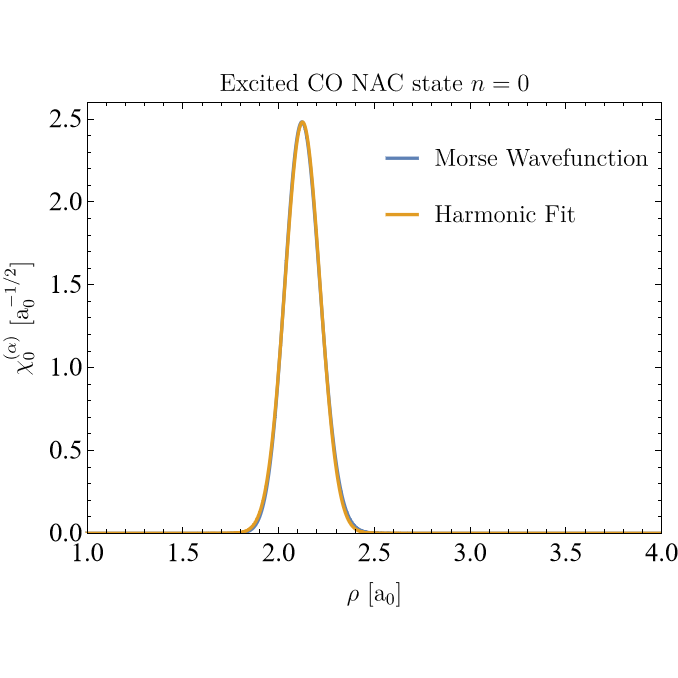 Excited CO NAC state n = 0
Morse Wavefunction
Harmonic Fit
χ₀⁽ᵅ⁾ [a₀⁻¹ᐟ²]
2.5
2.0
1.5
1.0
0.5
0.0
1.0 1.5 2.0 2.5 3.0 3.5 4.0
ρ [a₀]